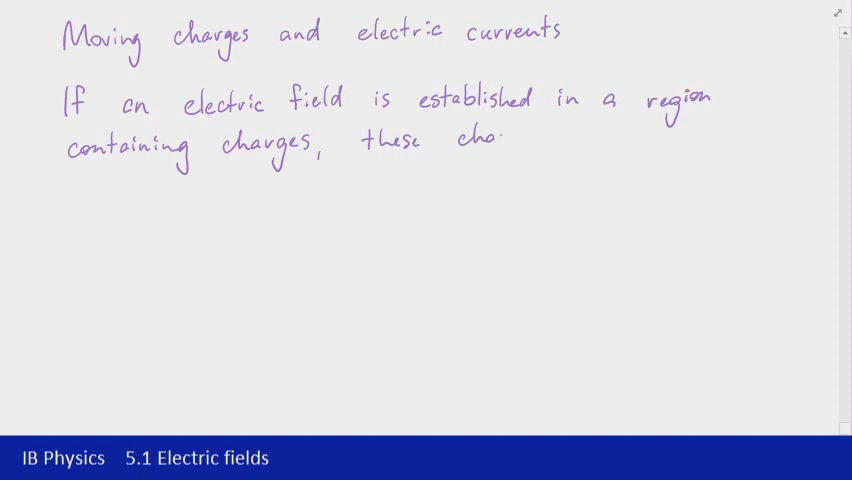 Moving charges and electric currents
If an electric field is established in a region
containing charges, these cha
IB Physics 5.1 Electric fields